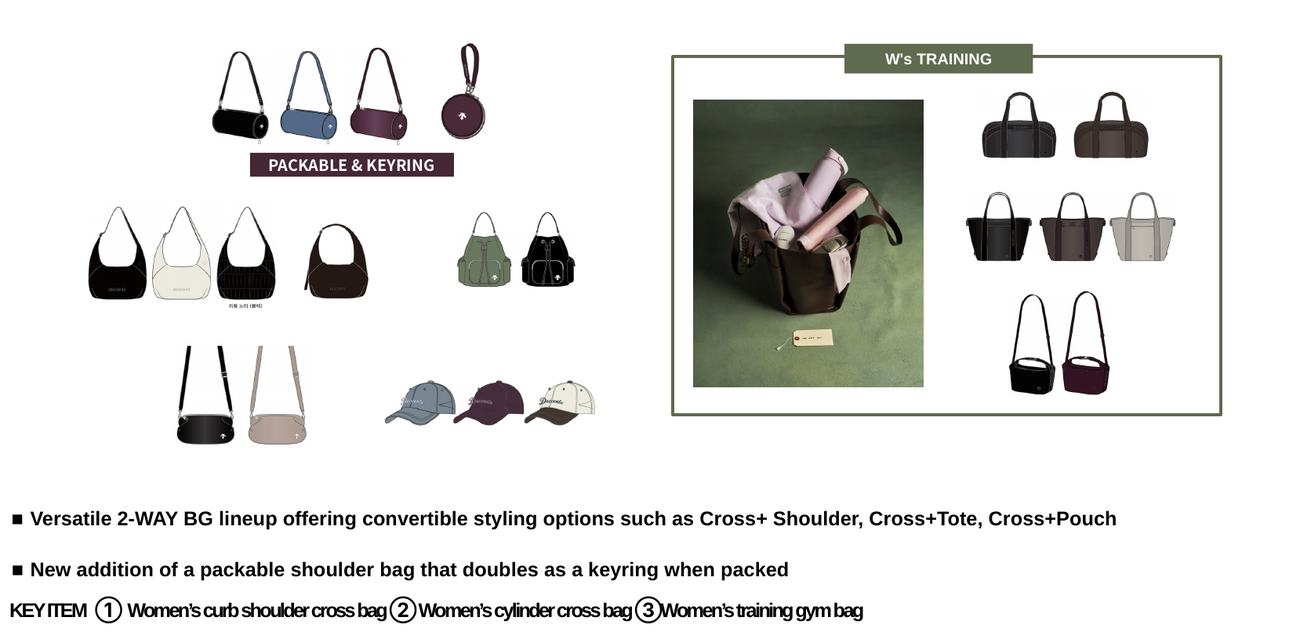 W's TRAINING
PACKABLE & KEYRING
■ Versatile 2-WAY BG lineup offering convertible styling options such as Cross+ Shoulder, Cross+Tote, Cross+Pouch
■ New addition of a packable shoulder bag that doubles as a keyring when packed
KEY ITEM ① Women’s curb shoulder cross bag ② Women’s cylinder cross bag ③Women’s training gym bag